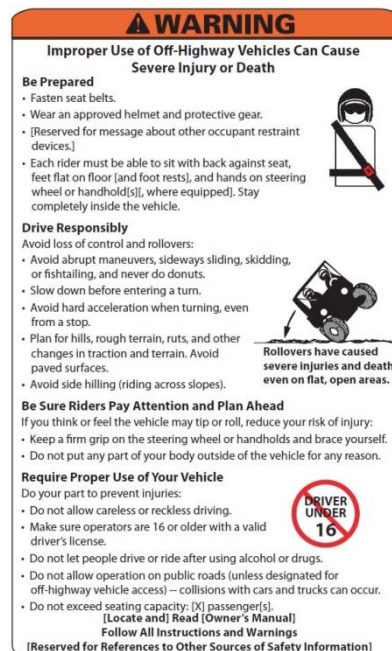 WARNING
Improper Use of Off-Highway Vehicles Can Cause
Severe Injury or Death
Be Prepared
• Fasten seat belts.
• Wear an approved helmet and protective gear.
• [Reserved for message about other occupant restraint
devices.]
• Each rider must be able to sit with back against seat,
feet flat on floor [and foot rests], and hands on steering
wheel or handhold[s][, where equipped]. Stay
completely inside the vehicle.
Drive Responsibly
Avoid loss of control and rollovers:
• Avoid abrupt maneuvers, sideways sliding, skidding,
or fishtailing, and never do donuts.
• Slow down before entering a turn.
• Avoid hard acceleration when turning, even
from a stop.
• Plan for hills, rough terrain, ruts, and other
changes in traction and terrain. Avoid
paved surfaces.
• Avoid side hilling (riding across slopes).
Rollovers have caused
severe injuries and death
even on flat, open areas.
Be Sure Riders Pay Attention and Plan Ahead
If you think or feel the vehicle may tip or roll, reduce your risk of injury:
• Keep a firm grip on the steering wheel or handholds and brace yourself.
• Do not put any part of your body outside of the vehicle for any reason.
Require Proper Use of Your Vehicle
Do your part to prevent injuries:
• Do not allow careless or reckless driving.
• Make sure operators are 16 or older with a valid
driver's license.
• Do not let people drive or ride after using alcohol or drugs.
• Do not allow operation on public roads (unless designated for
off-highway vehicle access) -- collisions with cars and trucks can occur.
• Do not exceed seating capacity: [X] passenger[s].
DRIVER
UNDER
16
[Locate and] Read [Owner's Manual]
Follow All Instructions and Warnings
[Reserved for References to Other Sources of Safety Information]